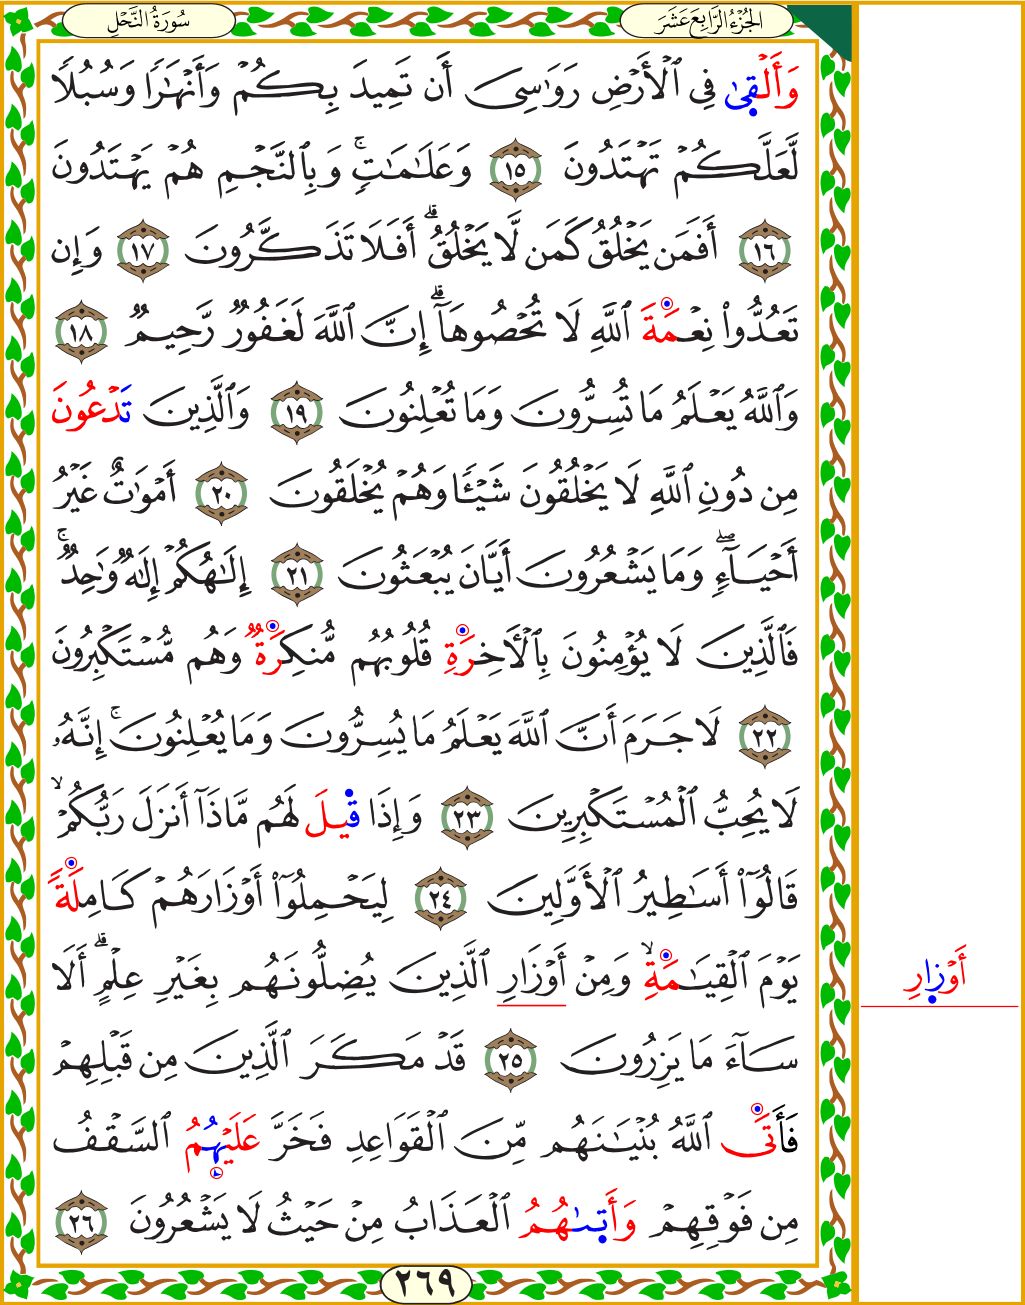 سُورَةُ النَّحْلِ
الجُزْءُ الرَّابِعَ عَشَرَ
وَأَلْقَىٰ فِي ٱلْأَرْضِ رَوَٰسِيَ أَن تَمِيدَ بِكُمْ وَأَنْهَٰرًا وَسُبُلًا
لَّعَلَّكُمْ تَهْتَدُونَ ١٥ وَعَلَٰمَٰتٍۚ وَبِٱلنَّجْمِ هُمْ يَهْتَدُونَ
١٦ أَفَمَن يَخْلُقُ كَمَن لَّا يَخْلُقُۗ أَفَلَا تَذَكَّرُونَ ١٧ وَإِن
تَعُدُّوا۟ نِعْمَةَ ٱللَّهِ لَا تُحْصُوهَآۗ إِنَّ ٱللَّهَ لَغَفُورٌ رَّحِيمٌ ١٨
وَٱللَّهُ يَعْلَمُ مَا تُسِرُّونَ وَمَا تُعْلِنُونَ ١٩ وَٱلَّذِينَ تَدْعُونَ
مِن دُونِ ٱللَّهِ لَا يَخْلُقُونَ شَيْـًٔا وَهُمْ يُخْلَقُونَ ٢٠ أَمْوَٰتٌ غَيْرُ
أَحْيَآءٍۖ وَمَا يَشْعُرُونَ أَيَّانَ يُبْعَثُونَ ٢١ إِلَٰهُكُمْ إِلَٰهٌ وَٰحِدٌۚ
فَٱلَّذِينَ لَا يُؤْمِنُونَ بِٱلْأَخِرَةِ قُلُوبُهُم مُّنكِرَةٌ وَهُم مُّسْتَكْبِرُونَ
٢٢ لَا جَرَمَ أَنَّ ٱللَّهَ يَعْلَمُ مَا يُسِرُّونَ وَمَا يُعْلِنُونَۚ إِنَّهُۥ
لَا يُحِبُّ ٱلْمُسْتَكْبِرِينَ ٢٣ وَإِذَا قِيلَ لَهُم مَّاذَآ أَنزَلَ رَبُّكُمْۙ
قَالُوٓا۟ أَسَٰطِيرُ ٱلْأَوَّلِينَ ٢٤ لِيَحْمِلُوٓا۟ أَوْزَارَهُمْ كَامِلَةً
يَوْمَ ٱلْقِيَٰمَةِۙ وَمِنْ أَوْزَارِ ٱلَّذِينَ يُضِلُّونَهُم بِغَيْرِ عِلْمٍۗ أَلَا
أَوْزارِ
سَآءَ مَا يَزِرُونَ ٢٥ قَدْ مَكَرَ ٱلَّذِينَ مِن قَبْلِهِمْ
فَأَتَى ٱللَّهُ بُنْيَٰنَهُم مِّنَ ٱلْقَوَاعِدِ فَخَرَّ عَلَيْهِمُ ٱلسَّقْفُ
مِن فَوْقِهِمْ وَأَتَىٰهُمُ ٱلْعَذَابُ مِنْ حَيْثُ لَا يَشْعُرُونَ ٢٦
٢٦٩